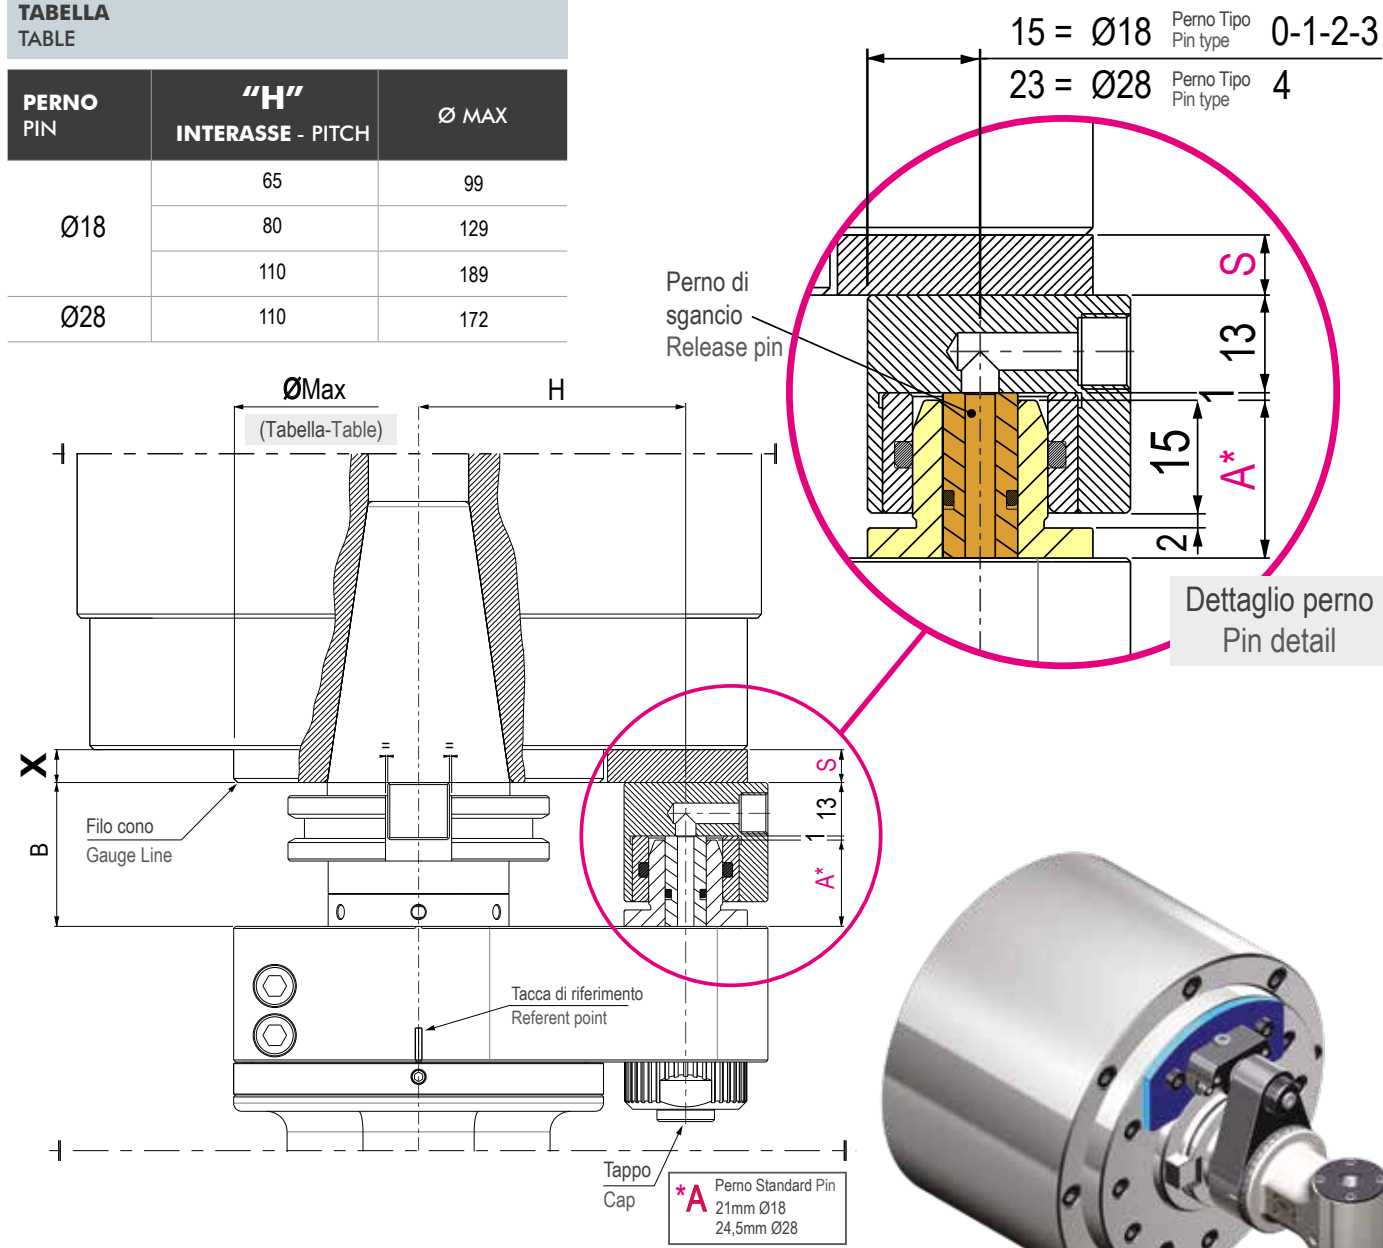 TABELLA
TABLE
PERNO
PIN
“H”
INTERASSE - PITCH
Ø MAX
Ø18
65
99
80
129
110
189
Ø28
110
172
15 = Ø18 Perno Tipo Pin type 0-1-2-3
23 = Ø28 Perno Tipo Pin type 4
Perno di
sgancio
Release pin
S
13
1
15
A*
2
Dettaglio perno
Pin detail
ØMax
(Tabella-Table)
H
X
B
=
=
Filo cono
Gauge Line
S
13
1
A*
Tacca di riferimento
Referent point
Tappo
Cap
*A Perno Standard Pin
21mm Ø18
24,5mm Ø28